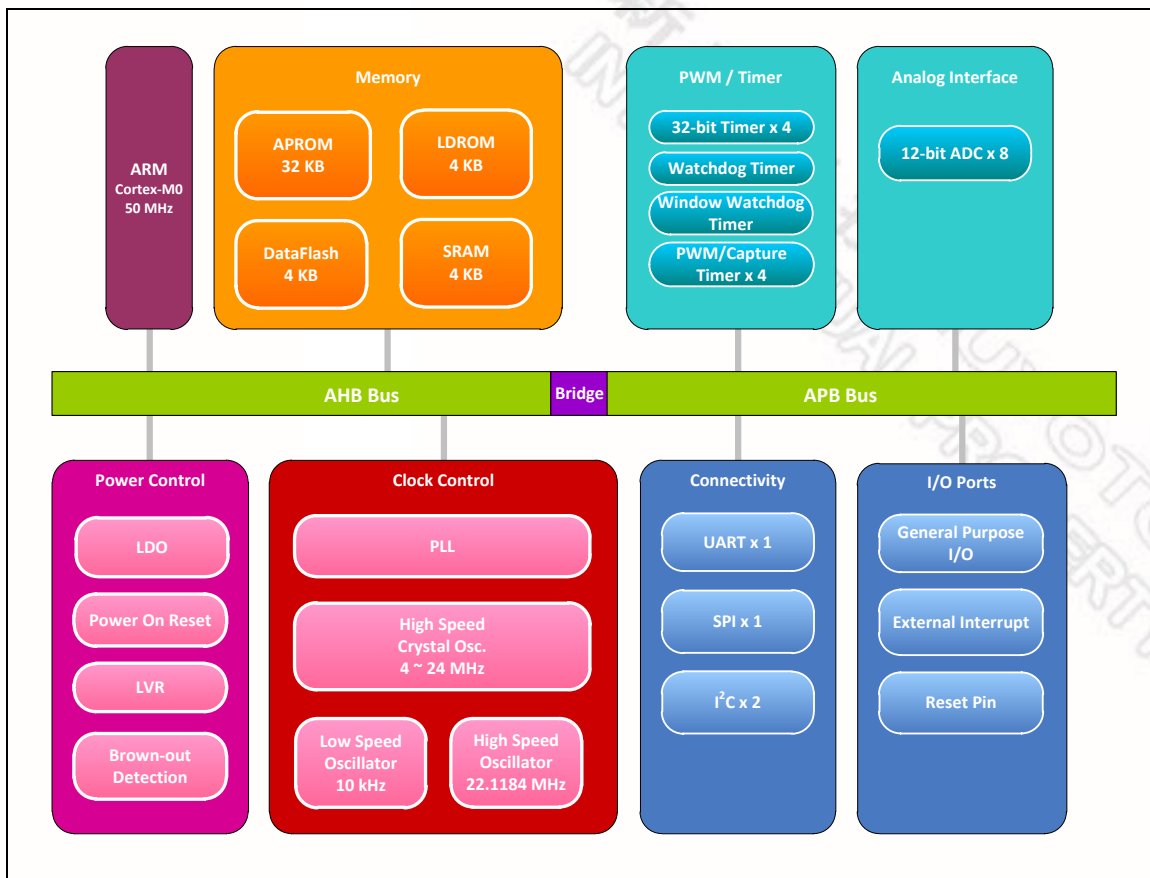 ARM
Cortex-M0
50 MHz
Memory
APROM
32 KB
LDROM
4 KB
DataFlash
4 KB
SRAM
4 KB
PWM / Timer
32-bit Timer x 4
Watchdog Timer
Window Watchdog
Timer
PWM/Capture
Timer x 4
Analog Interface
12-bit ADC x 8
AHB Bus
Bridge
APB Bus
Power Control
LDO
Power On Reset
LVR
Brown-out
Detection
Clock Control
PLL
High Speed
Crystal Osc.
4 ~ 24 MHz
Low Speed
Oscillator
10 kHz
High Speed
Oscillator
22.1184 MHz
Connectivity
UART x 1
SPI x 1
I²C x 2
I/O Ports
General Purpose
I/O
External Interrupt
Reset Pin